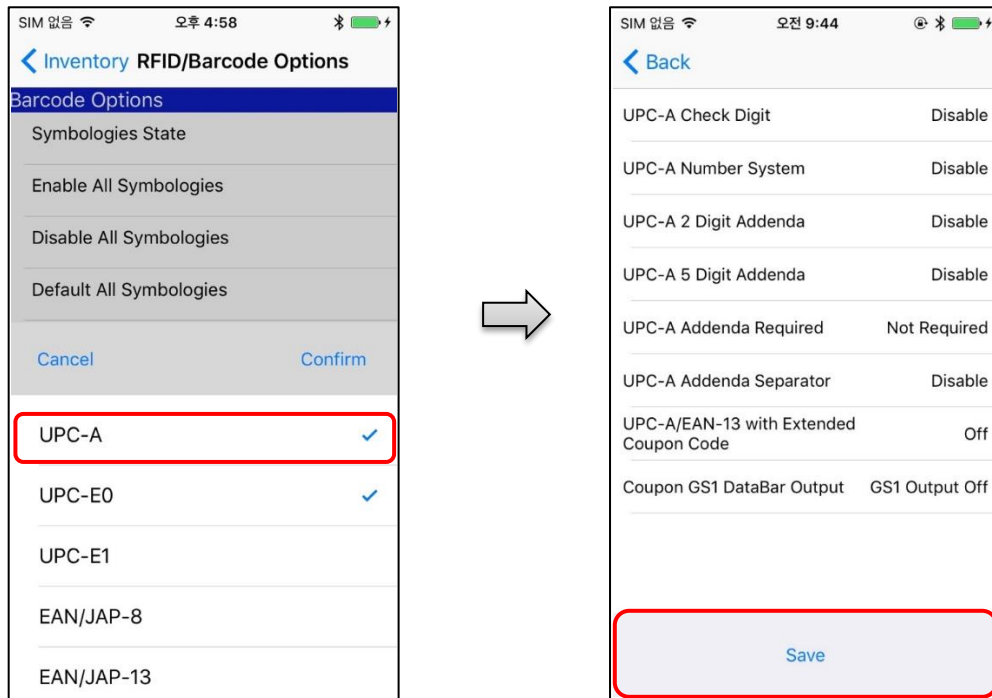 SIM 없음 오후 4:58
Inventory RFID/Barcode Options
Barcode Options
Symbologies State
Enable All Symbologies
Disable All Symbologies
Default All Symbologies
Cancel Confirm
UPC-A
UPC-E0
UPC-E1
EAN/JAP-8
EAN/JAP-13
SIM 없음 오전 9:44
Back
UPC-A Check Digit Disable
UPC-A Number System Disable
UPC-A 2 Digit Addenda Disable
UPC-A 5 Digit Addenda Disable
UPC-A Addenda Required Not Required
UPC-A Addenda Separator Disable
UPC-A/EAN-13 with Extended
Coupon Code Off
Coupon GS1 DataBar Output GS1 Output Off
Save